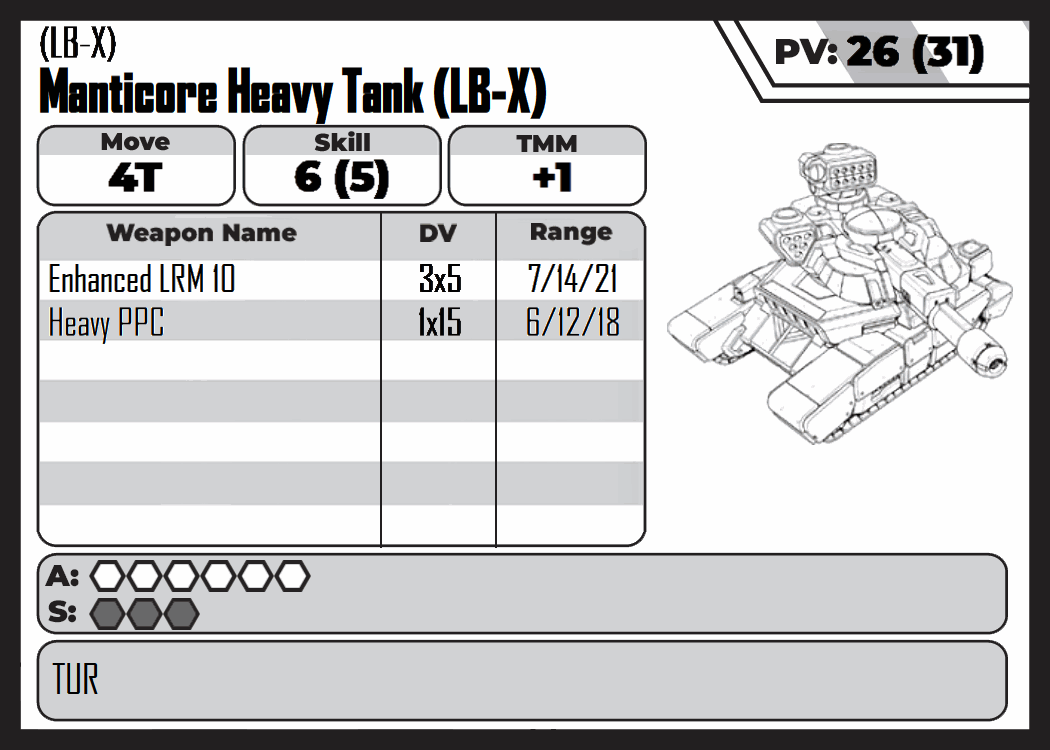 (LB-X)
Manticore Heavy Tank (LB-X)
PV: 26 (31)
Move
4T
Skill
6 (5)
TMM
+1
Weapon Name DV Range
Enhanced LRM 10 3x5 7/14/21
Heavy PPC 1x15 6/12/18
A:
S:
TUR